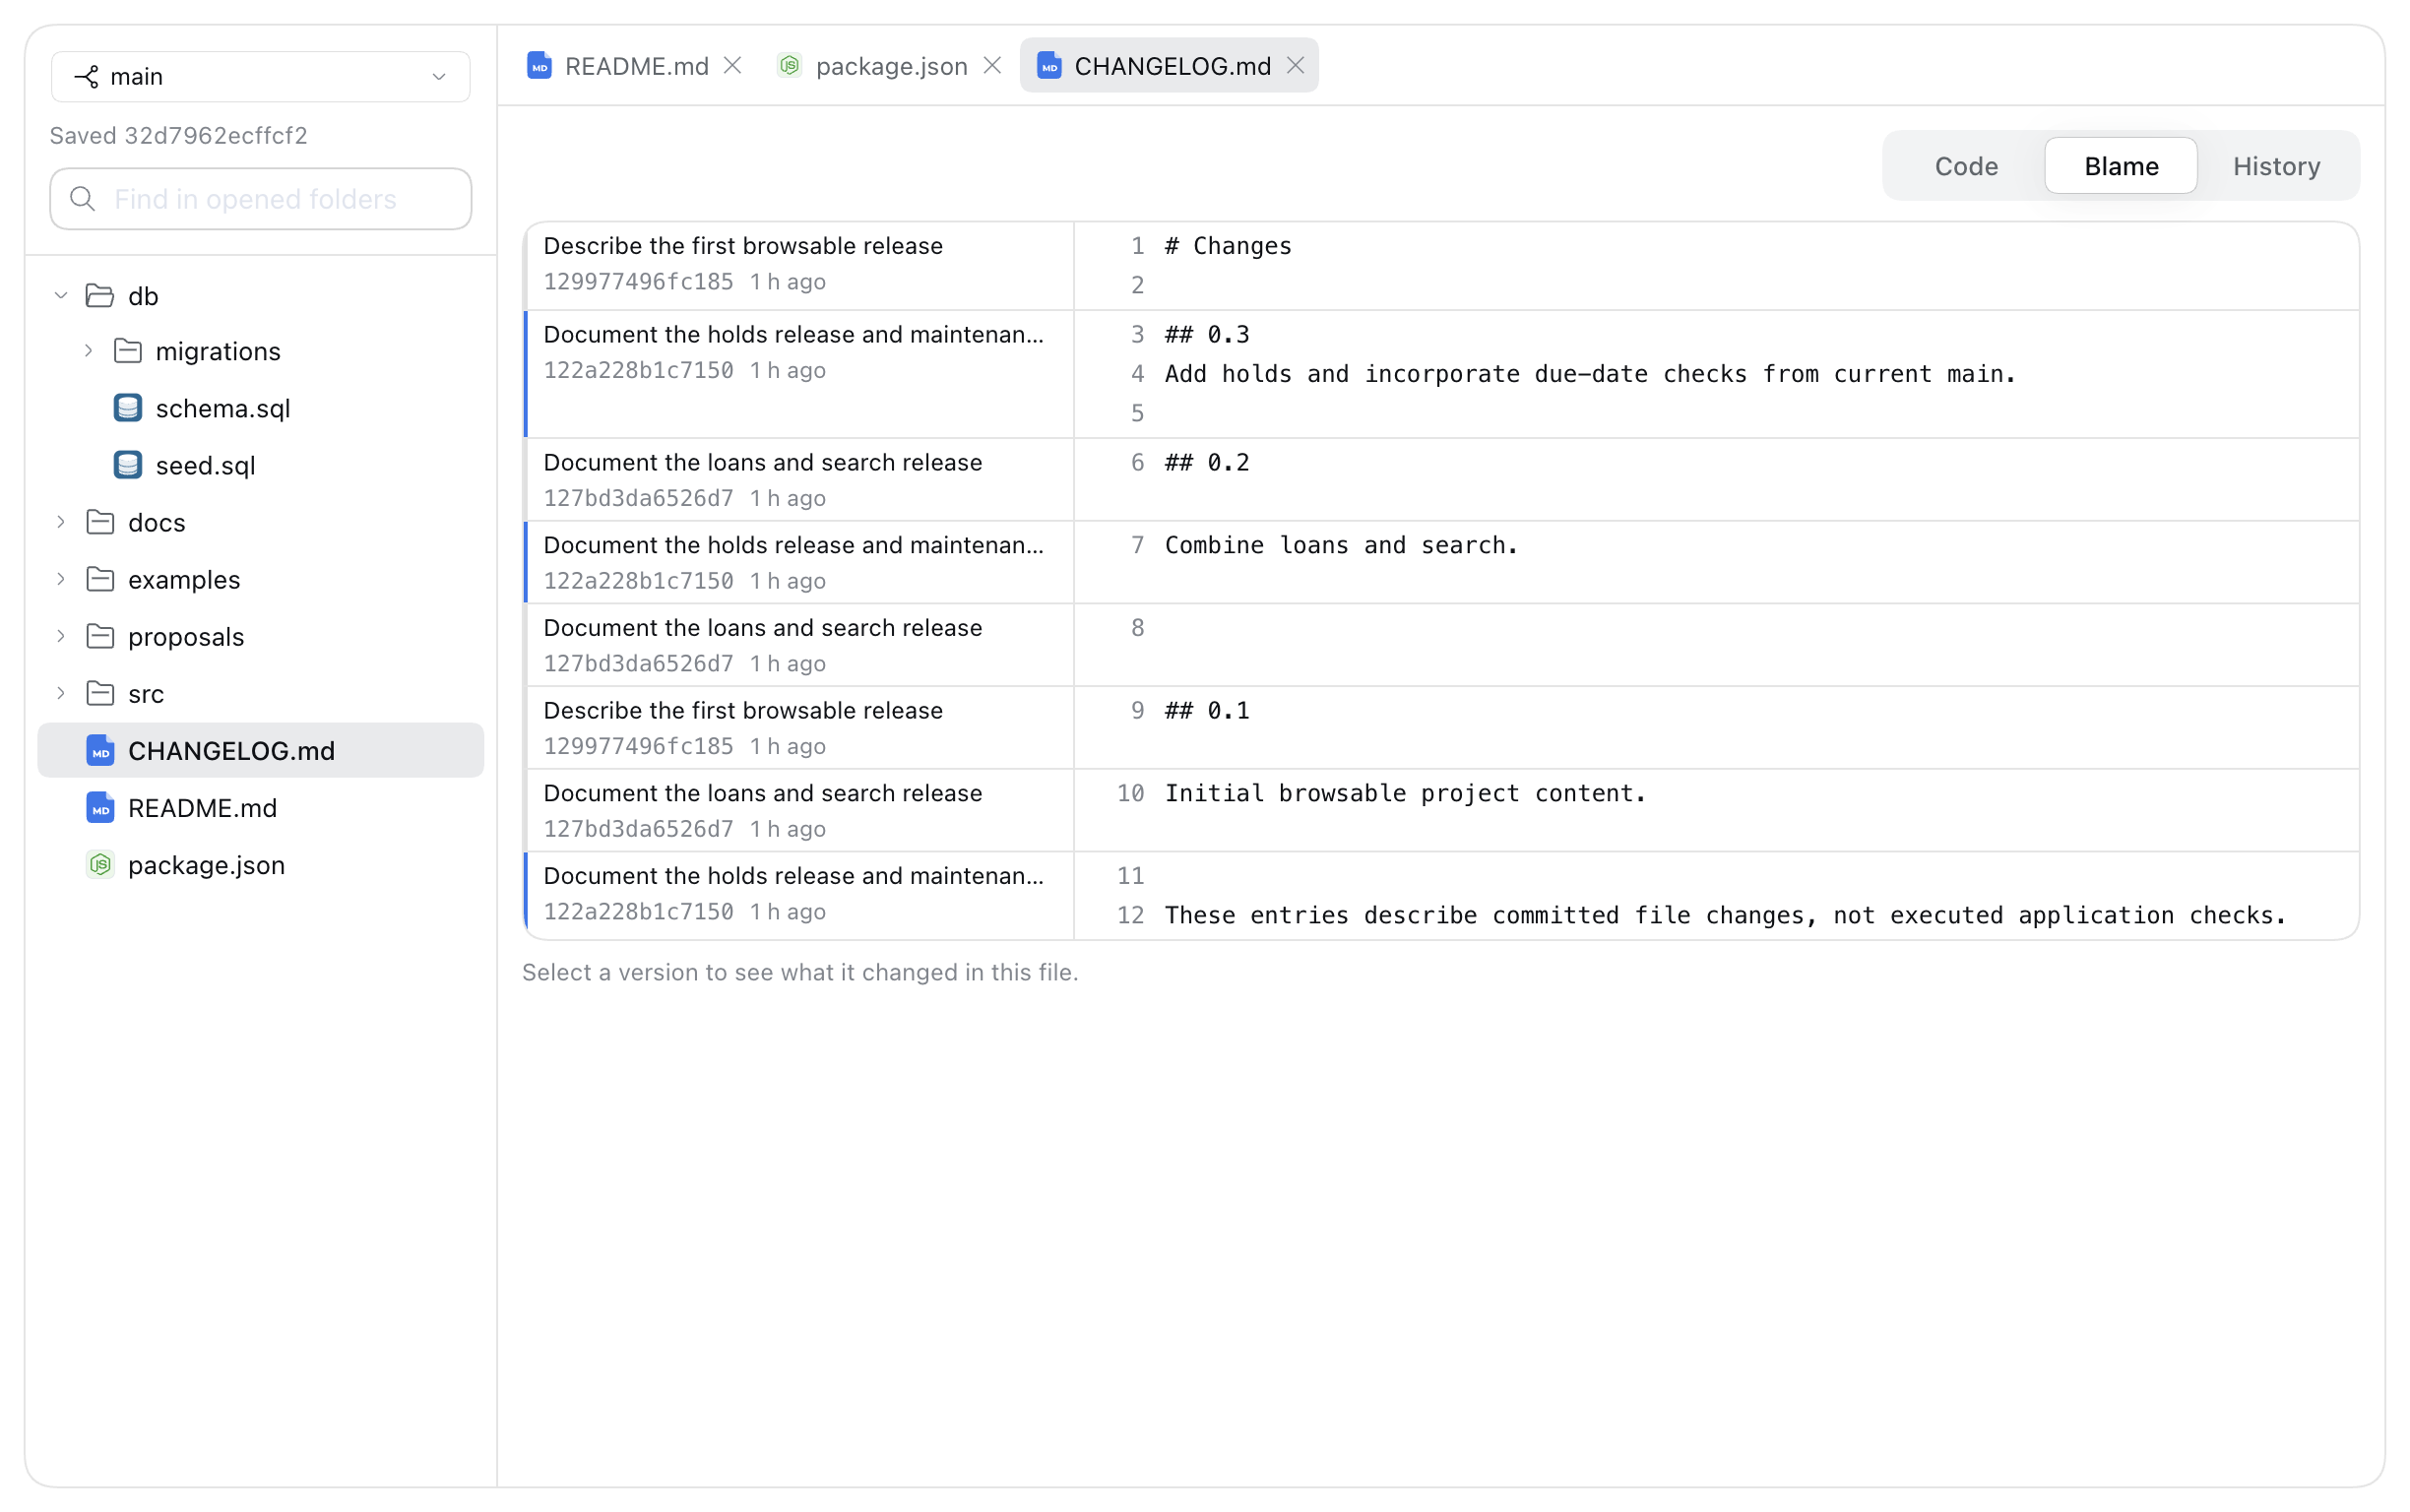 main
Saved 32d7962ecffcf2
Find in opened folders
db
migrations
schema.sql
seed.sql
docs
examples
proposals
src
MD CHANGELOG.md
MD README.md
JS package.json
MD README.md
JS package.json
MD CHANGELOG.md
Code Blame History
Describe the first browsable release
129977496fc185 1 h ago
1 # Changes
2
Document the holds release and maintenan...
122a228b1c7150 1 h ago
3 ## 0.3
4 Add holds and incorporate due-date checks from current main.
5
Document the loans and search release
127bd3da6526d7 1 h ago
6 ## 0.2
Document the holds release and maintenan...
122a228b1c7150 1 h ago
7 Combine loans and search.
Document the loans and search release
127bd3da6526d7 1 h ago
8
Describe the first browsable release
129977496fc185 1 h ago
9 ## 0.1
Document the loans and search release
127bd3da6526d7 1 h ago
10 Initial browsable project content.
Document the holds release and maintenan...
122a228b1c7150 1 h ago
11
12 These entries describe committed file changes, not executed application checks.
Select a version to see what it changed in this file.